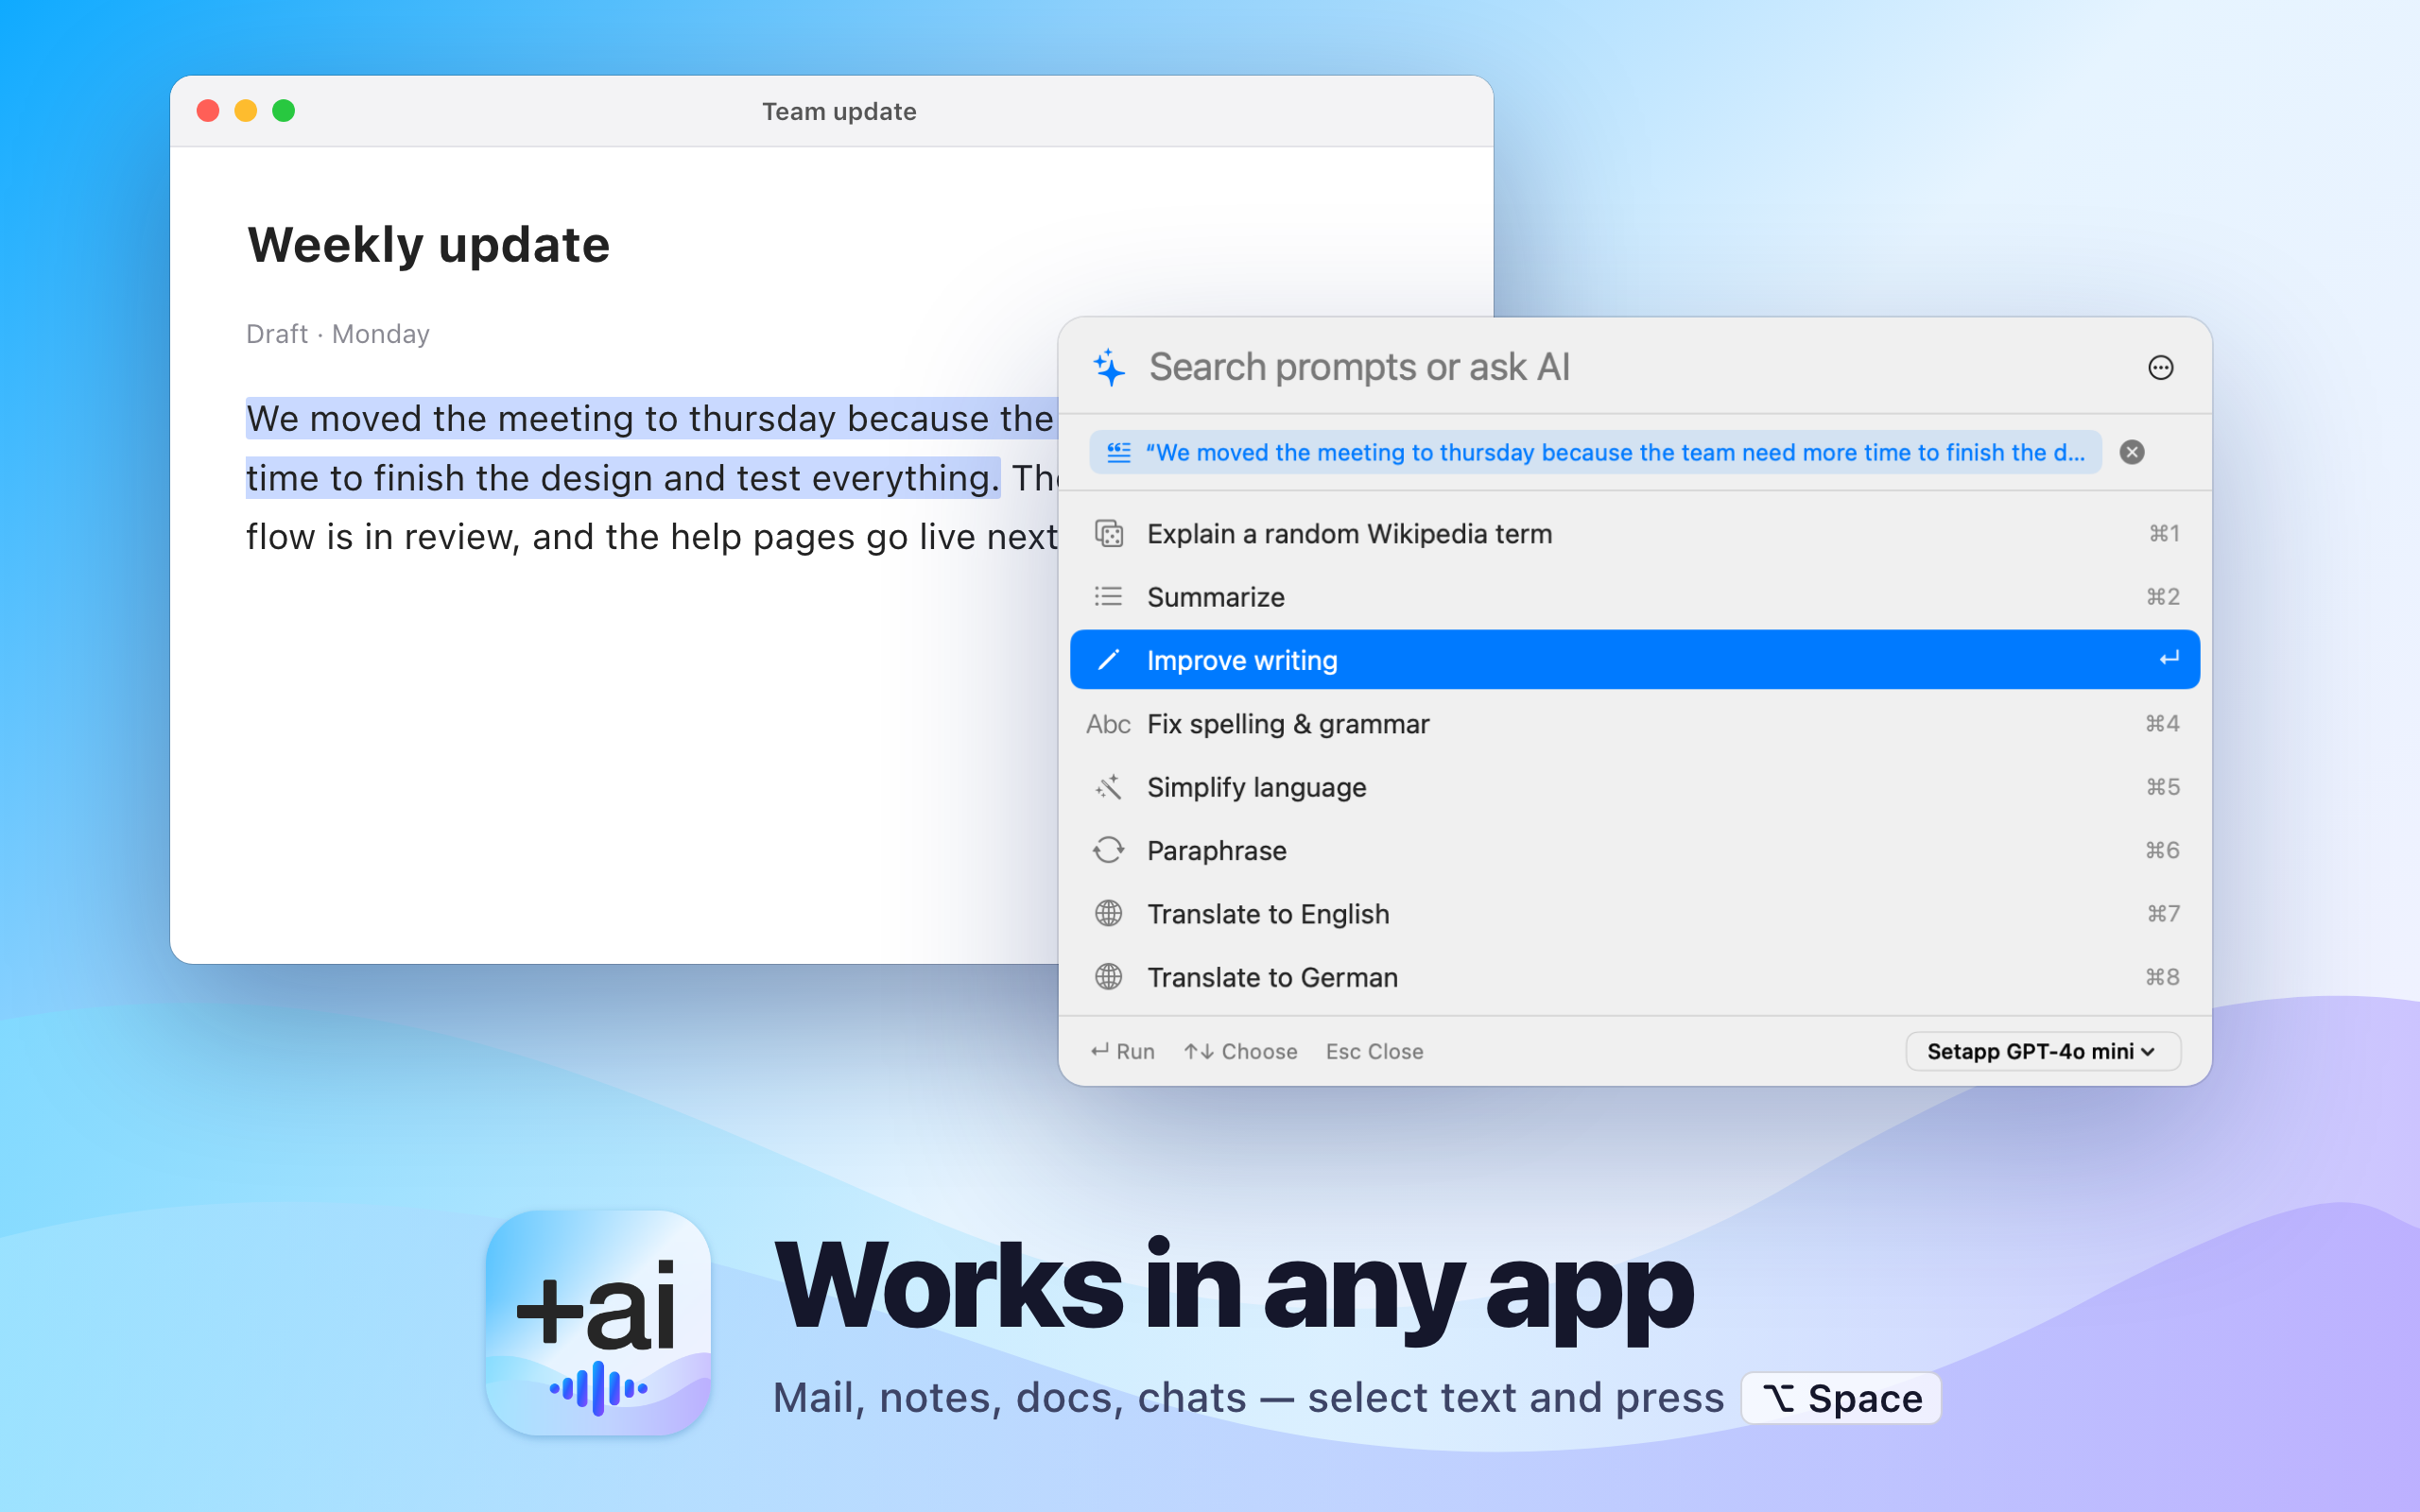 Team update
Weekly update
Draft · Monday
We moved the meeting to thursday because the
time to finish the design and test everything. The
flow is in review, and the help pages go live next
Search prompts or ask AI
“We moved the meeting to thursday because the team need more time to finish the d...
Explain a random Wikipedia term ⌘1
Summarize ⌘2
Improve writing ↵
Abc Fix spelling & grammar ⌘4
Simplify language ⌘5
Paraphrase ⌘6
Translate to English ⌘7
Translate to German ⌘8
↵ Run ↑↓ Choose Esc Close Setapp GPT-4o mini
+ai
Works in any app
Mail, notes, docs, chats — select text and press ⌥ Space